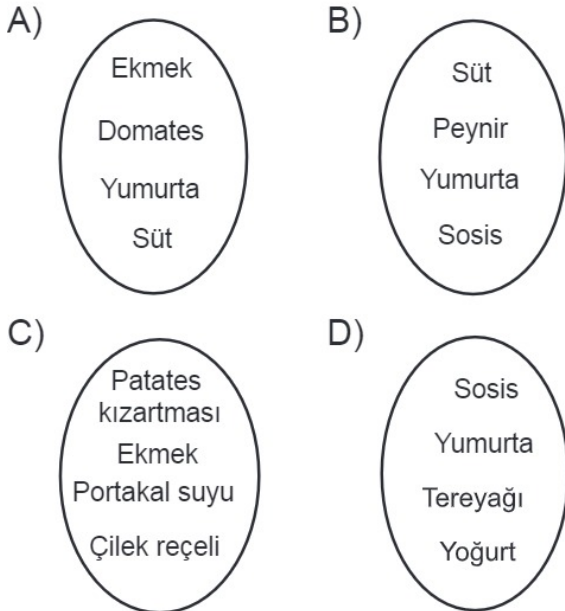 A)
Ekmek
Domates
Yumurta
Süt
B)
Süt
Peynir
Yumurta
Sosis
C)
Patates
kızartması
Ekmek
Portakal suyu
Çilek reçeli
D)
Sosis
Yumurta
Tereyağı
Yoğurt